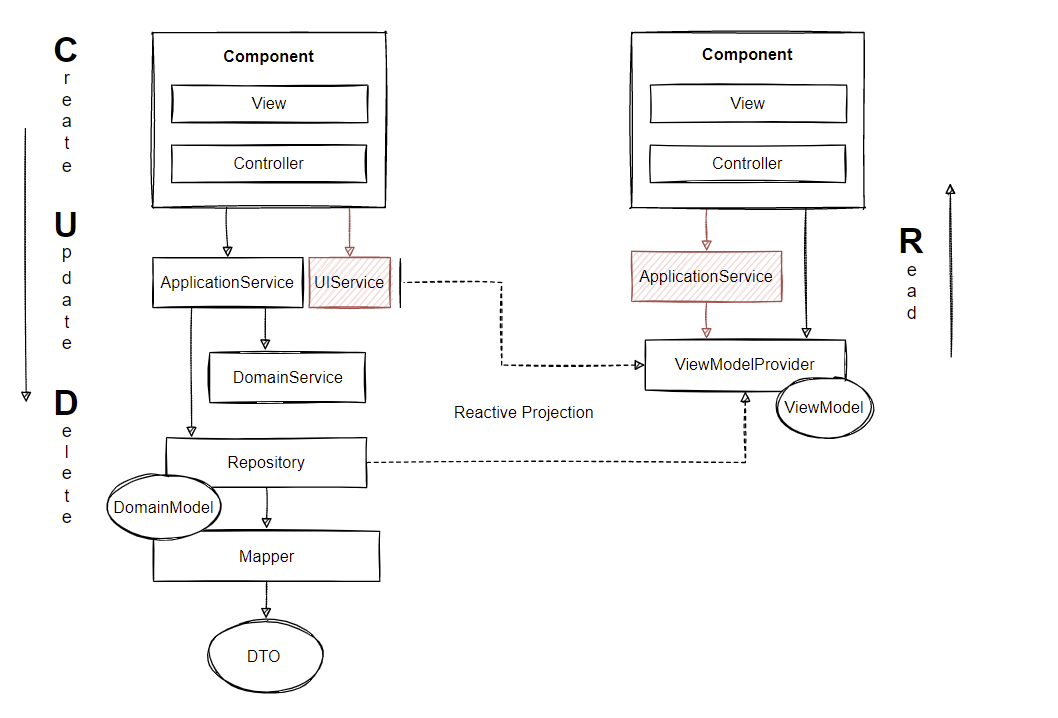 Create
Update
Delete
Component
View
Controller
ApplicationService
UIService
DomainService
Repository
DomainModel
Mapper
DTO
Reactive Projection
Component
View
Controller
ApplicationService
ViewModelProvider
ViewModel
Read